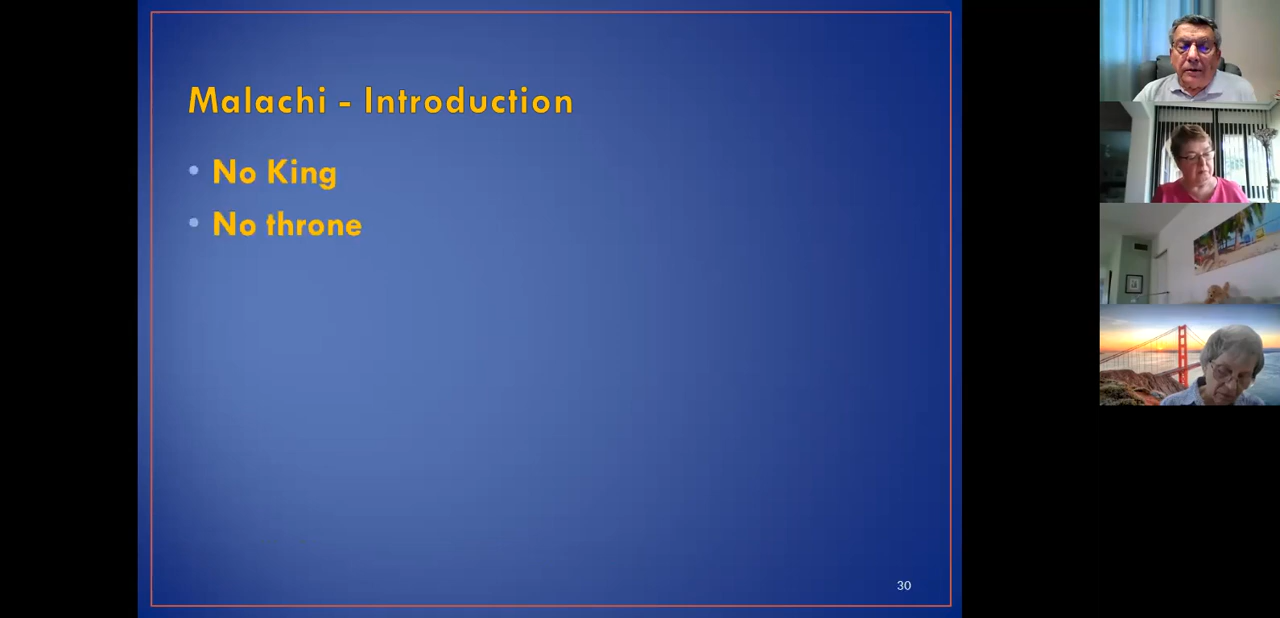 Malachi - Introduction
• No King
• No throne
30